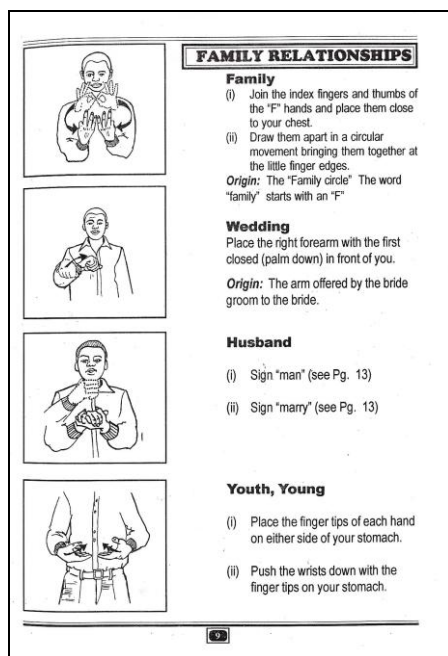 FAMILY RELATIONSHIPS
Family
(i) Join the index fingers and thumbs of
the "F" hands and place them close
to your chest.
(ii) Draw them apart in a circular
movement bringing them together at
the little finger edges.
Origin: The "Family circle" The word
"family" starts with an "F"
Wedding
Place the right forearm with the first
closed (palm down) in front of you.
Origin: The arm offered by the bride
groom to the bride.
Husband
(i) Sign "man" (see Pg. 13)
(ii) Sign "marry" (see Pg. 13)
Youth, Young
(i) Place the finger tips of each hand
on either side of your stomach.
(ii) Push the wrists down with the
finger tips on your stomach.
9